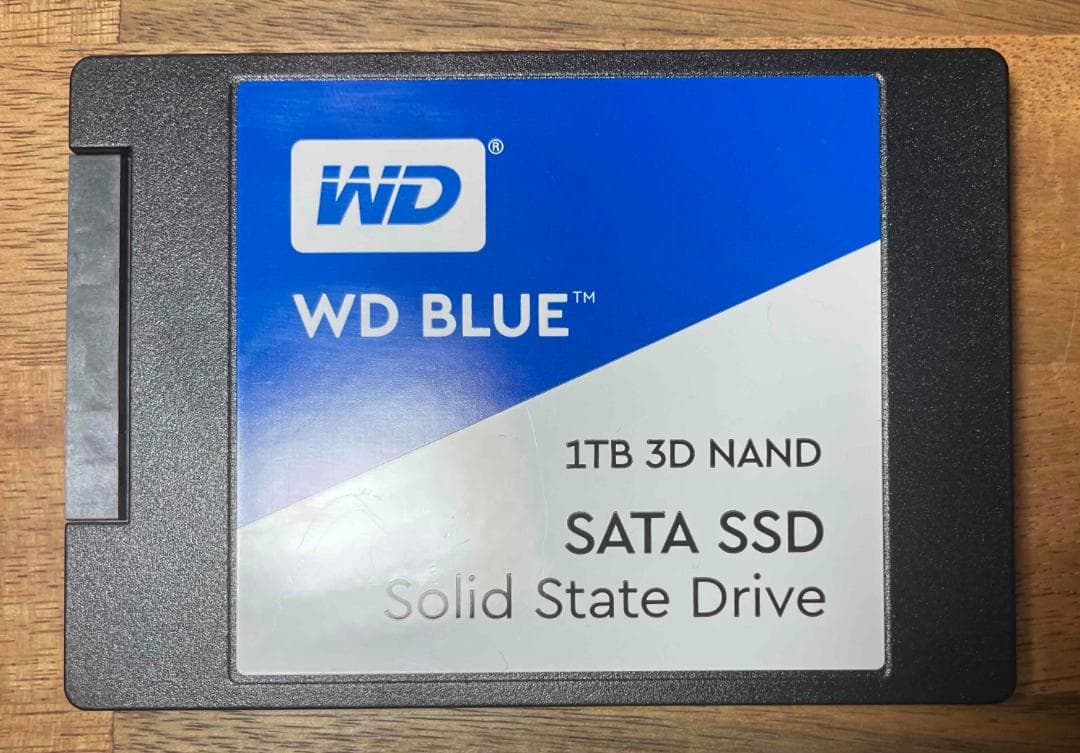 WD®
WD BLUE™
1TB 3D NAND
SATA SSD
Solid State Drive